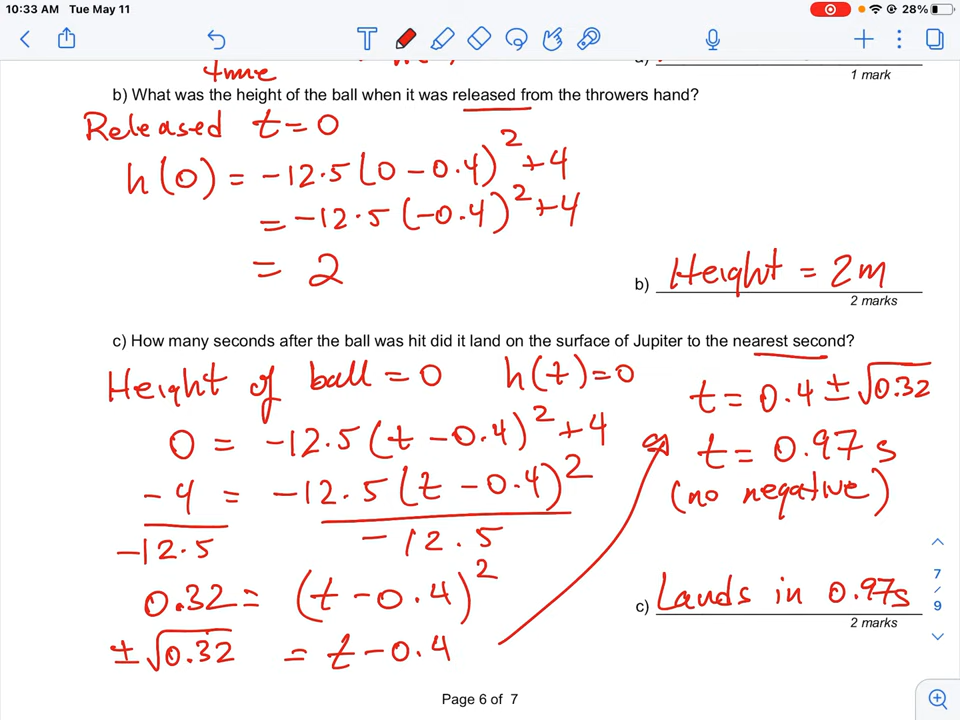 10:33 AM Tue May 11
28%
time
a)
1 mark
b) What was the height of the ball when it was released from the throwers hand?
Released t=0
h(0) = -12.5(0-0.4)²+4
= -12.5(-0.4)²+4
= 2
b) Height = 2m
2 marks
c) How many seconds after the ball was hit did it land on the surface of Jupiter to the nearest second?
Height of ball = 0 h(t)=0
0 = -12.5(t-0.4)²+4
-4 = -12.5(t-0.4)²
-12.5 -12.5
0.32 = (t-0.4)²
±√0.32 = t-0.4
t = 0.4 ± √0.32
t = 0.97 s
(no negative)
c) Lands in 0.97s
2 marks
7
/
9
Page 6 of 7